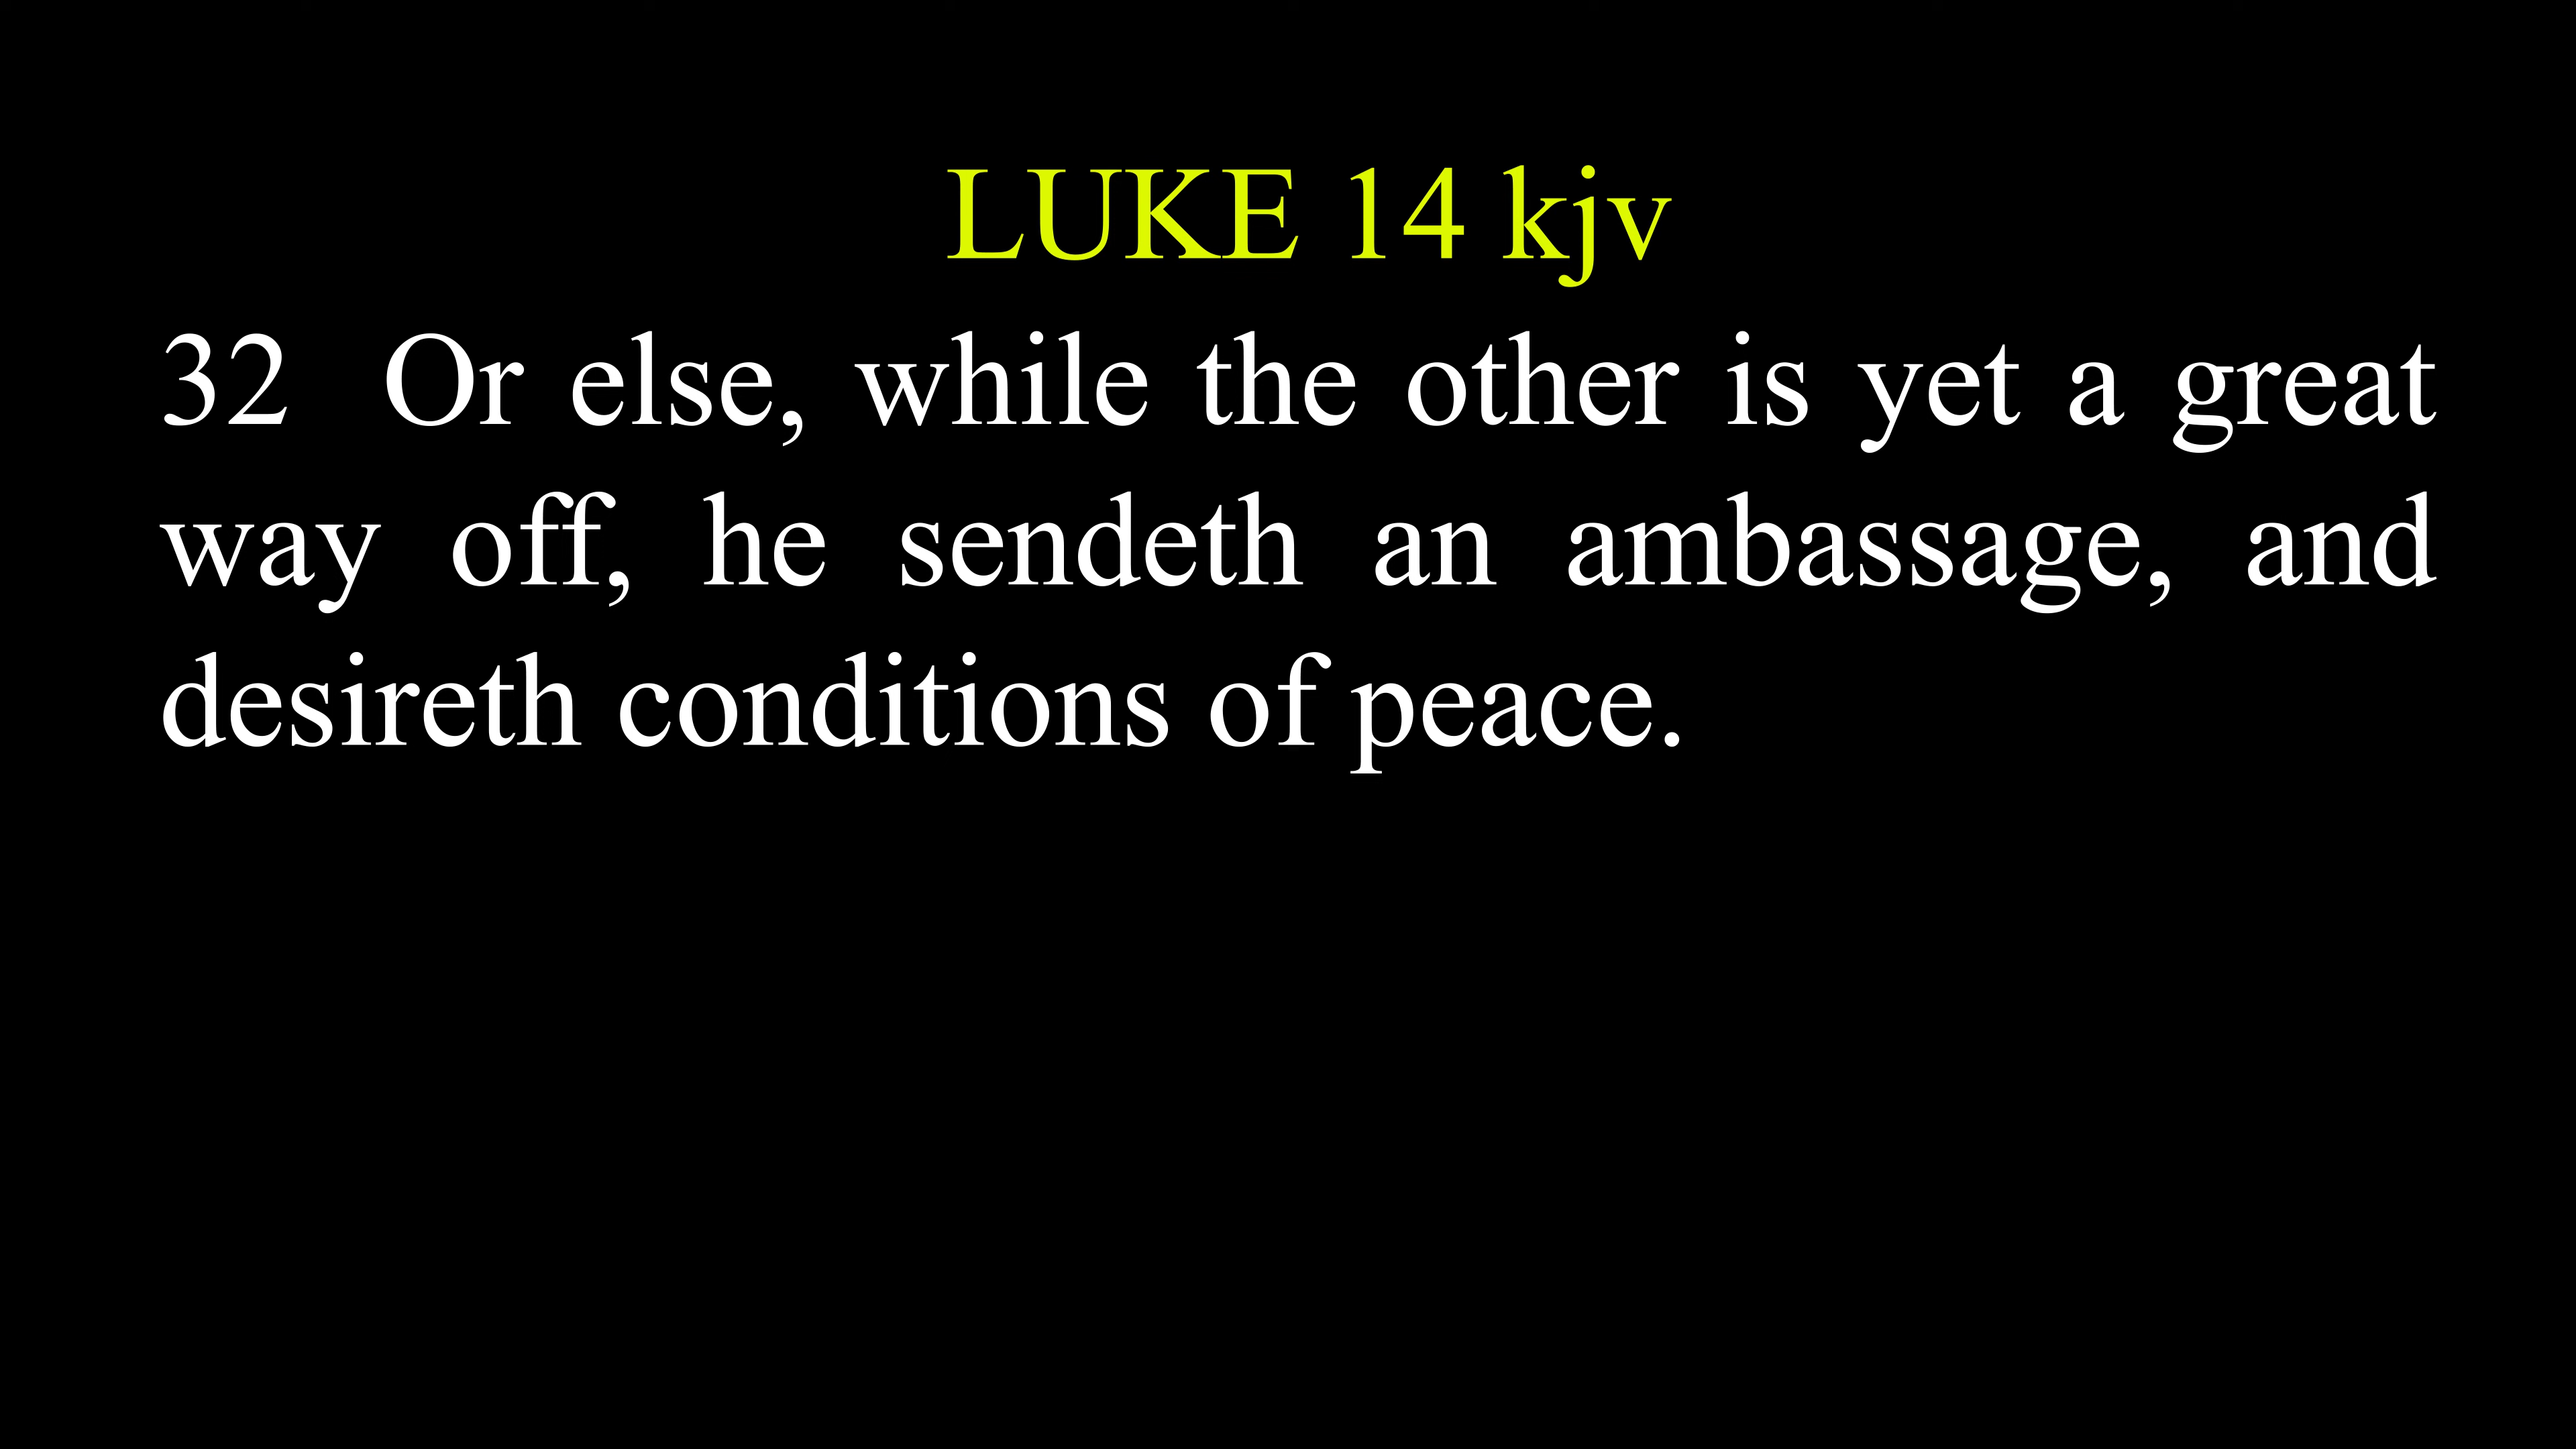 LUKE 14 kjv
32 Or else, while the other is yet a great
way off, he sendeth an ambassage, and
desireth conditions of peace.